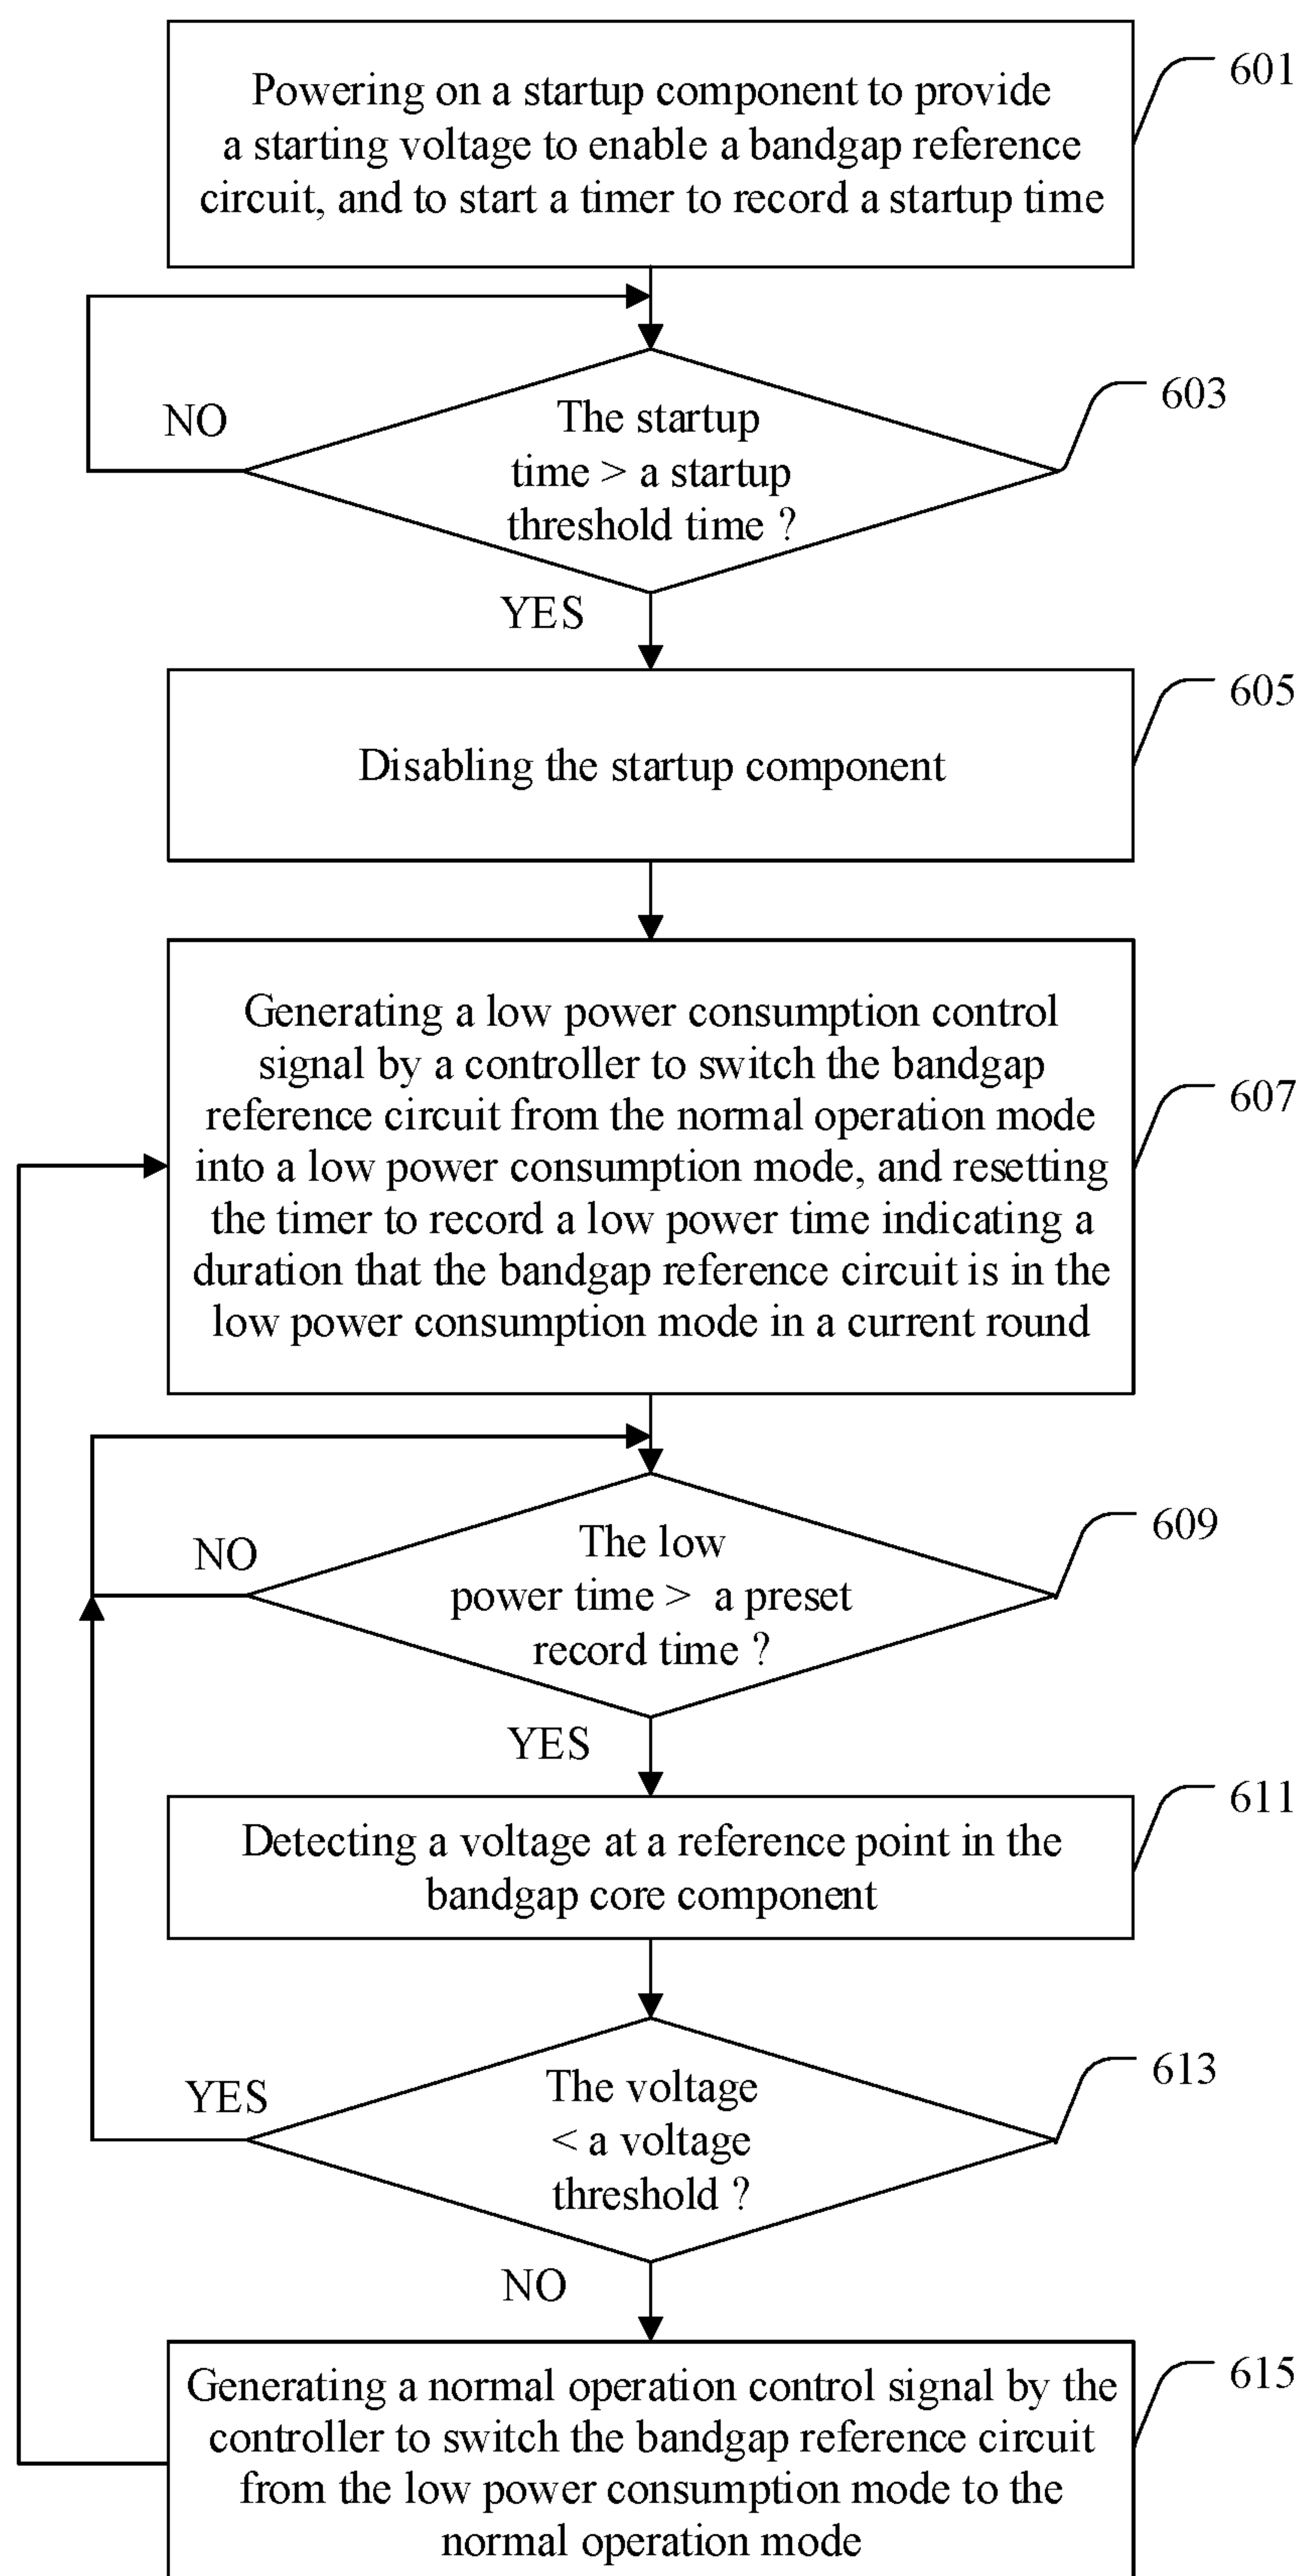 Powering on a startup component to provide
a starting voltage to enable a bandgap reference
circuit, and to start a timer to record a startup time
601
The startup
time > a startup
threshold time ?
603
NO
YES
Disabling the startup component
605
Generating a low power consumption control
signal by a controller to switch the bandgap
reference circuit from the normal operation mode
into a low power consumption mode, and resetting
the timer to record a low power time indicating a
duration that the bandgap reference circuit is in the
low power consumption mode in a current round
607
The low
power time > a preset
record time ?
609
NO
YES
Detecting a voltage at a reference point in the
bandgap core component
611
The voltage
< a voltage
threshold ?
613
YES
NO
Generating a normal operation control signal by the
controller to switch the bandgap reference circuit
from the low power consumption mode to the
normal operation mode
615